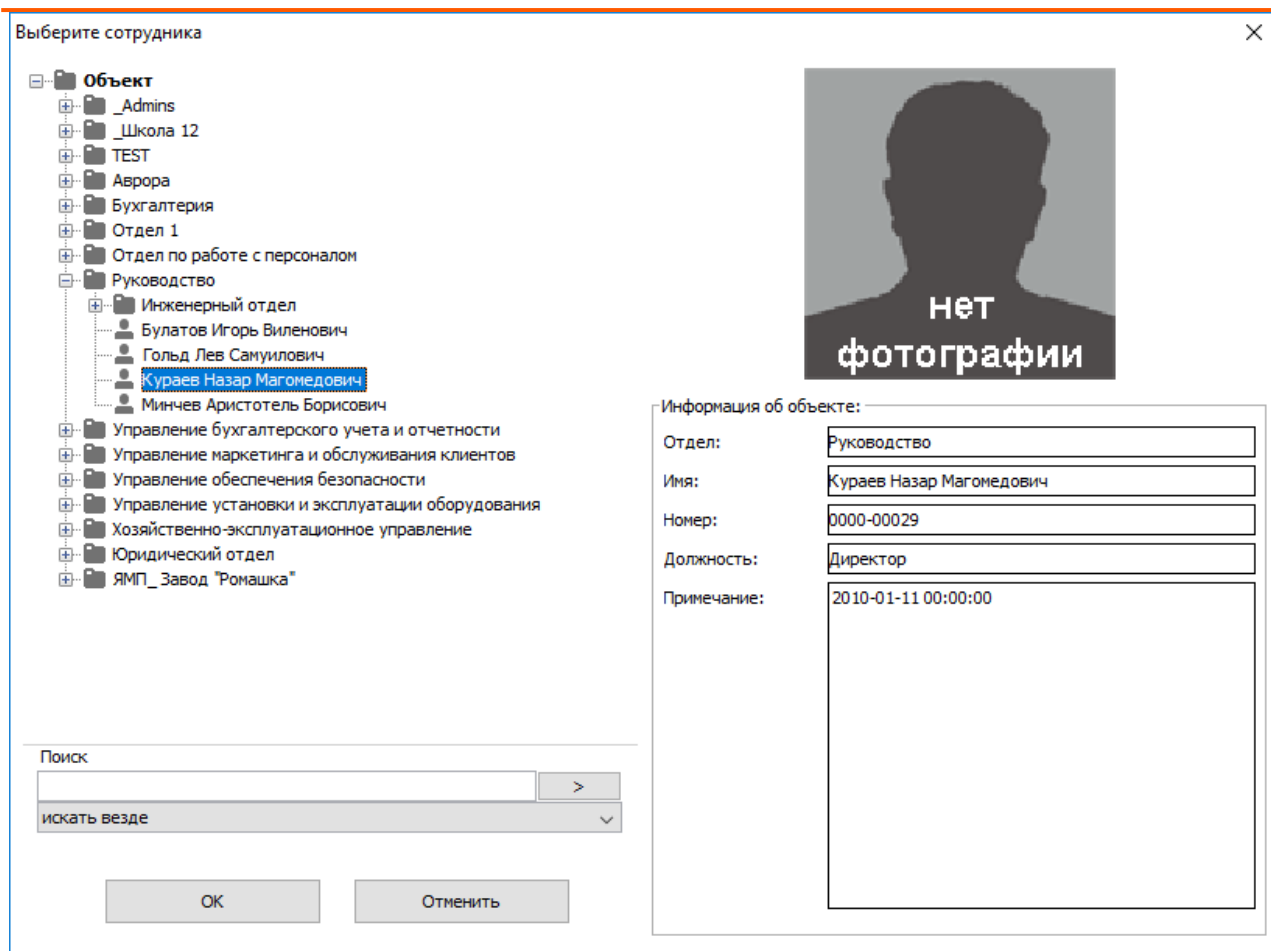 Выберите сотрудника
Объект
_Admins
_Школа 12
TEST
Аврора
Бухгалтерия
Отдел 1
Отдел по работе с персоналом
Руководство
Инженерный отдел
Булатов Игорь Виленович
Гольд Лев Самуилович
Кураев Назар Магомедович
Минчев Аристотель Борисович
Управление бухгалтерского учета и отчетности
Управление маркетинга и обслуживания клиентов
Управление обеспечения безопасности
Управление установки и эксплуатации оборудования
Хозяйственно-эксплуатационное управление
Юридический отдел
ЯМП_ Завод "Ромашка"
Поиск
>
искать везде
OK
Отменить
нет
фотографии
Информация об объекте:
Отдел: Руководство
Имя: Кураев Назар Магомедович
Номер: 0000-00029
Должность: Директор
Примечание: 2010-01-11 00:00:00